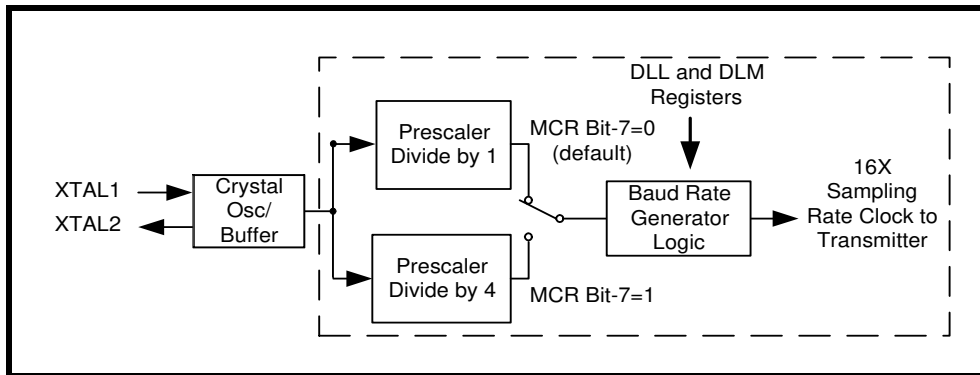 DLL and DLM
Registers
Prescaler
Divide by 1
MCR Bit-7=0
(default)
XTAL1
XTAL2
Crystal
Osc/
Buffer
Baud Rate
Generator
Logic
16X
Sampling
Rate Clock to
Transmitter
Prescaler
Divide by 4
MCR Bit-7=1